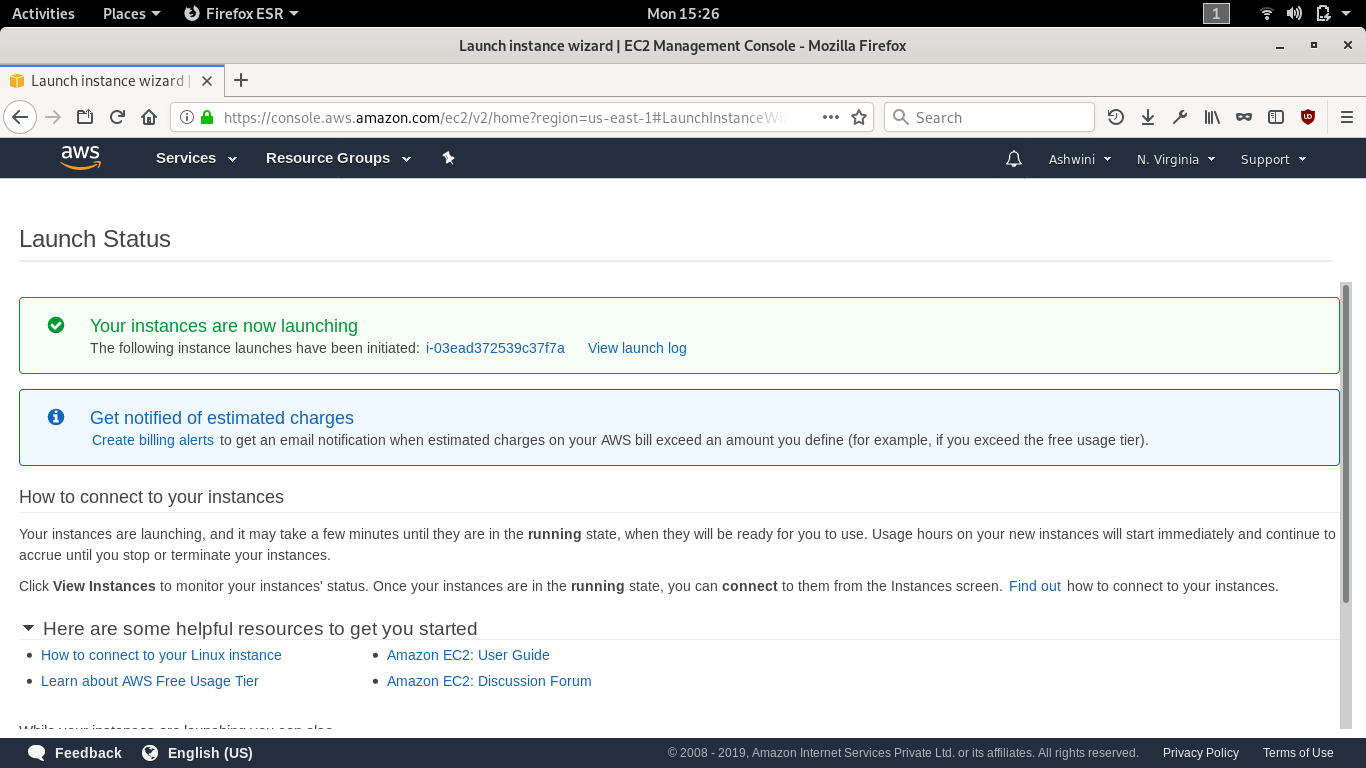 Activities Places Firefox ESR Mon 15:26 1
Launch instance wizard | EC2 Management Console - Mozilla Firefox
Launch instance wizard |
https://console.aws.amazon.com/ec2/v2/home?region=us-east-1#LaunchInstanceWi Search
aws Services Resource Groups Ashwini N. Virginia Support
Launch Status
Your instances are now launching
The following instance launches have been initiated: i-03ead372539c37f7a View launch log
Get notified of estimated charges
Create billing alerts to get an email notification when estimated charges on your AWS bill exceed an amount you define (for example, if you exceed the free usage tier).
How to connect to your instances
Your instances are launching, and it may take a few minutes until they are in the running state, when they will be ready for you to use. Usage hours on your new instances will start immediately and continue to
accrue until you stop or terminate your instances.
Click View Instances to monitor your instances' status. Once your instances are in the running state, you can connect to them from the Instances screen. Find out how to connect to your instances.
Here are some helpful resources to get you started
• How to connect to your Linux instance • Amazon EC2: User Guide
• Learn about AWS Free Usage Tier • Amazon EC2: Discussion Forum
While your instances are launching you can also
Feedback English (US) © 2008 - 2019, Amazon Internet Services Private Ltd. or its affiliates. All rights reserved. Privacy Policy Terms of Use